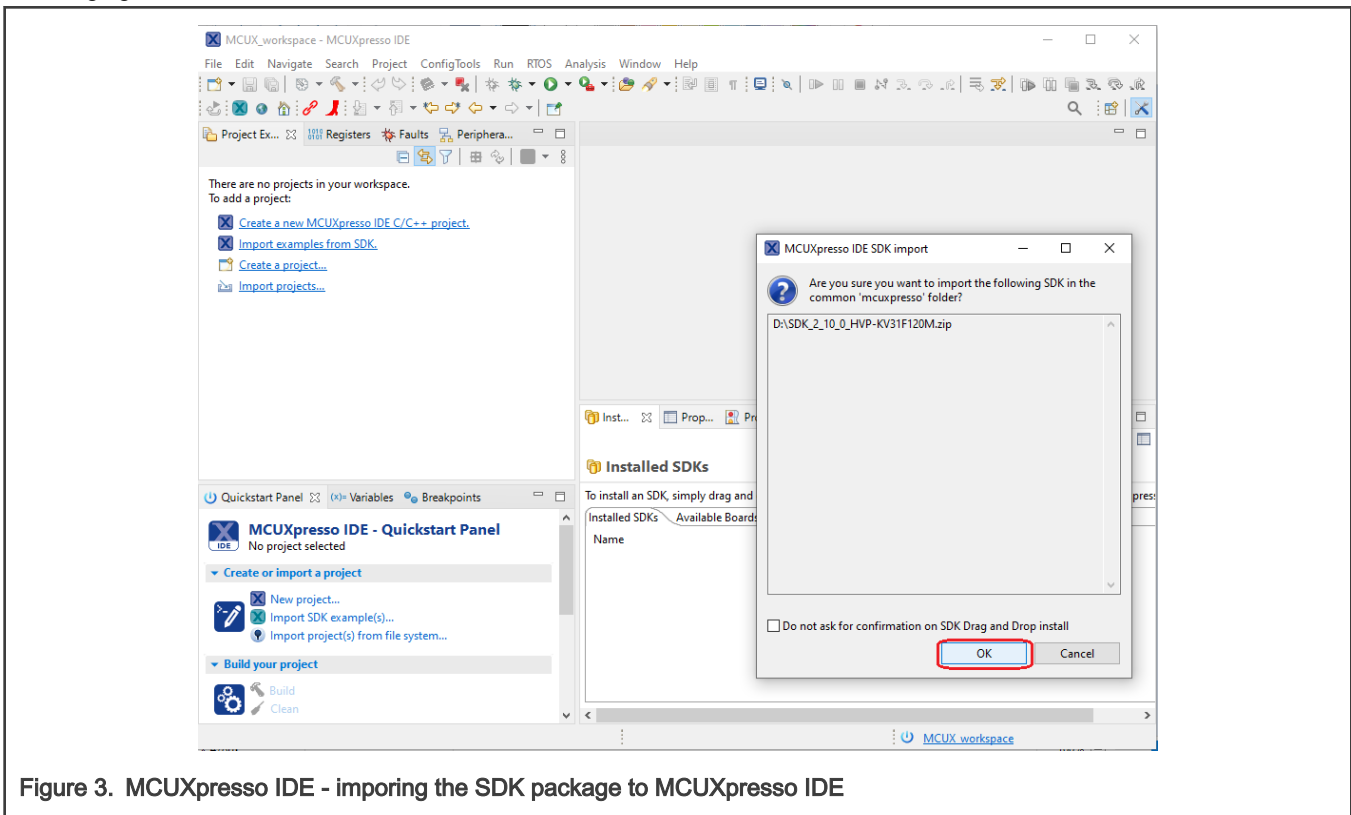 MCUX_workspace - MCUXpresso IDE
File Edit Navigate Search Project ConfigTools Run RTOS Analysis Window Help
Project Ex... Registers Faults Periphera...
There are no projects in your workspace.
To add a project:
Create a new MCUXpresso IDE C/C++ project.
Import examples from SDK.
Create a project...
Import projects...
MCUXpresso IDE SDK import
Are you sure you want to import the following SDK in the
common 'mcuxpresso' folder?
D:\SDK_2_10_0_HVP-KV31F120M.zip
Do not ask for confirmation on SDK Drag and Drop install
OK Cancel
Inst... Prop... Pr
Installed SDKs
To install an SDK, simply drag and
Installed SDKs Available Board
Name
Quickstart Panel (x)= Variables Breakpoints
IDE
MCUXpresso IDE - Quickstart Panel
No project selected
Create or import a project
New project...
Import SDK example(s)...
Import project(s) from file system...
Build your project
Build
Clean
MCUX_workspace
Figure 3. MCUXpresso IDE - imporing the SDK package to MCUXpresso IDE